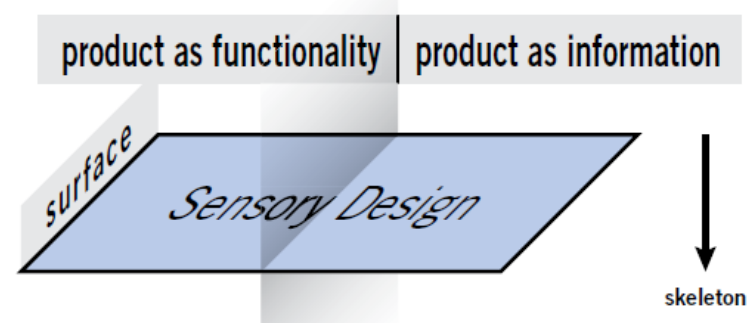 product as functionality
product as information
surface
Sensory Design
skeleton